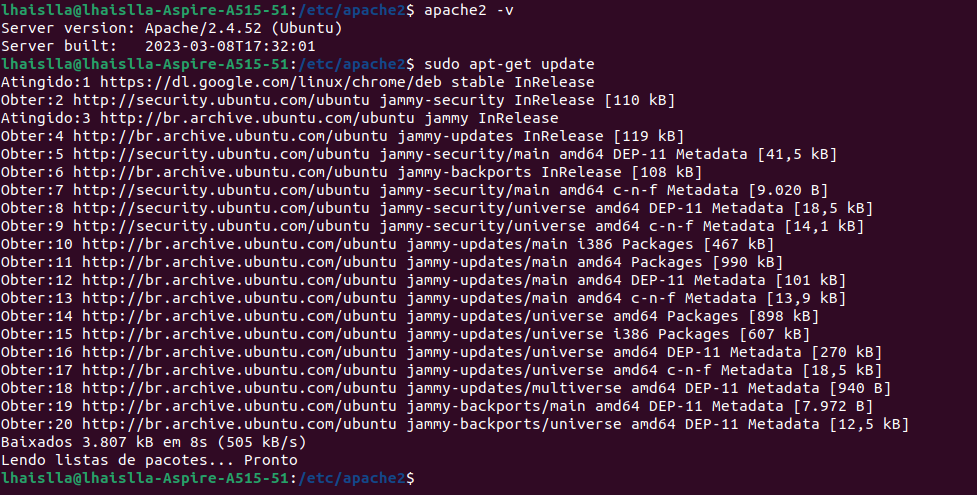 lhaislla@lhaislla-Aspire-A515-51:/etc/apache2$ apache2 -v
Server version: Apache/2.4.52 (Ubuntu)
Server built:   2023-03-08T17:32:01
lhaislla@lhaislla-Aspire-A515-51:/etc/apache2$ sudo apt-get update
Atingido:1 https://dl.google.com/linux/chrome/deb stable InRelease
Obter:2 http://security.ubuntu.com/ubuntu jammy-security InRelease [110 kB]
Atingido:3 http://br.archive.ubuntu.com/ubuntu jammy InRelease
Obter:4 http://br.archive.ubuntu.com/ubuntu jammy-updates InRelease [119 kB]
Obter:5 http://security.ubuntu.com/ubuntu jammy-security/main amd64 DEP-11 Metadata [41,5 kB]
Obter:6 http://br.archive.ubuntu.com/ubuntu jammy-backports InRelease [108 kB]
Obter:7 http://security.ubuntu.com/ubuntu jammy-security/main amd64 c-n-f Metadata [9.020 B]
Obter:8 http://security.ubuntu.com/ubuntu jammy-security/universe amd64 DEP-11 Metadata [18,5 kB]
Obter:9 http://security.ubuntu.com/ubuntu jammy-security/universe amd64 c-n-f Metadata [14,1 kB]
Obter:10 http://br.archive.ubuntu.com/ubuntu jammy-updates/main i386 Packages [467 kB]
Obter:11 http://br.archive.ubuntu.com/ubuntu jammy-updates/main amd64 Packages [990 kB]
Obter:12 http://br.archive.ubuntu.com/ubuntu jammy-updates/main amd64 DEP-11 Metadata [101 kB]
Obter:13 http://br.archive.ubuntu.com/ubuntu jammy-updates/main amd64 c-n-f Metadata [13,9 kB]
Obter:14 http://br.archive.ubuntu.com/ubuntu jammy-updates/universe amd64 Packages [898 kB]
Obter:15 http://br.archive.ubuntu.com/ubuntu jammy-updates/universe i386 Packages [607 kB]
Obter:16 http://br.archive.ubuntu.com/ubuntu jammy-updates/universe amd64 DEP-11 Metadata [270 kB]
Obter:17 http://br.archive.ubuntu.com/ubuntu jammy-updates/universe amd64 c-n-f Metadata [18,5 kB]
Obter:18 http://br.archive.ubuntu.com/ubuntu jammy-updates/multiverse amd64 DEP-11 Metadata [940 B]
Obter:19 http://br.archive.ubuntu.com/ubuntu jammy-backports/main amd64 DEP-11 Metadata [7.972 B]
Obter:20 http://br.archive.ubuntu.com/ubuntu jammy-backports/universe amd64 DEP-11 Metadata [12,5 kB]
Baixados 3.807 kB em 8s (505 kB/s)
Lendo listas de pacotes... Pronto
lhaislla@lhaislla-Aspire-A515-51:/etc/apache2$